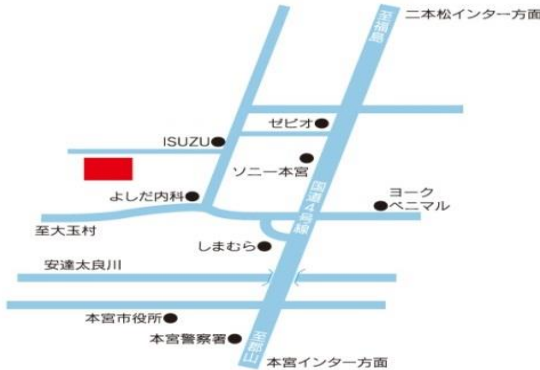 至福島
二本松インター方面
ゼビオ
ISUZU
ソニー本宮
国道4号線
よしだ内科
ヨーク
ベニマル
至大玉村
しまむら
安達太良川
本宮市役所
本宮警察署
至郡山
本宮インター方面